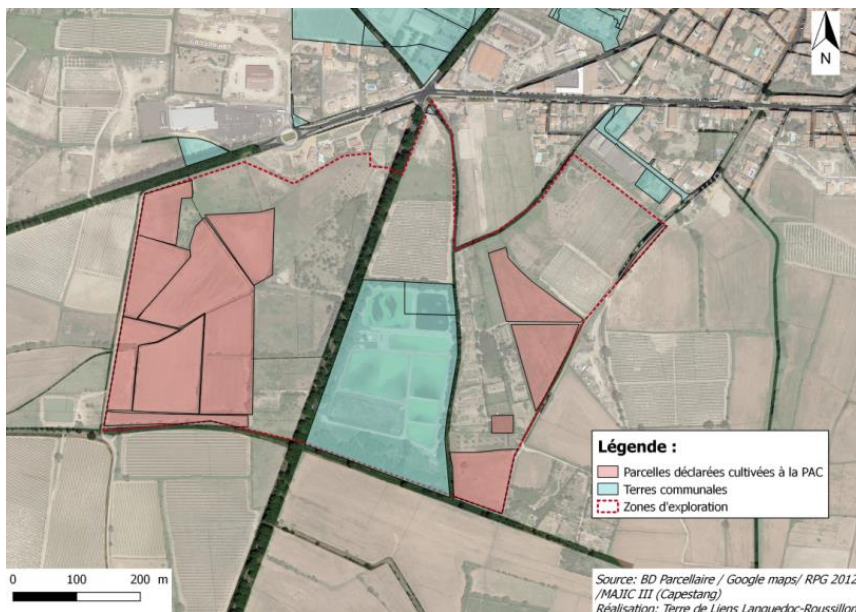 N
Légende :
Parcelles déclarées cultivées à la PAC
Terres communales
Zones d'exploration
0 100 200 m
Source: BD Parcellaire / Google maps/ RPG 2012
/MAJIC III (Capestang)
Réalisation: Terre de Liens Languedoc-Roussillon